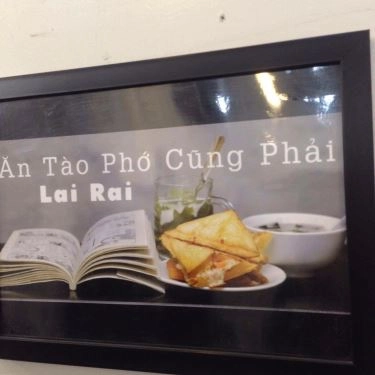 Ăn Tào Phớ Cũng Phải
Lai Rai